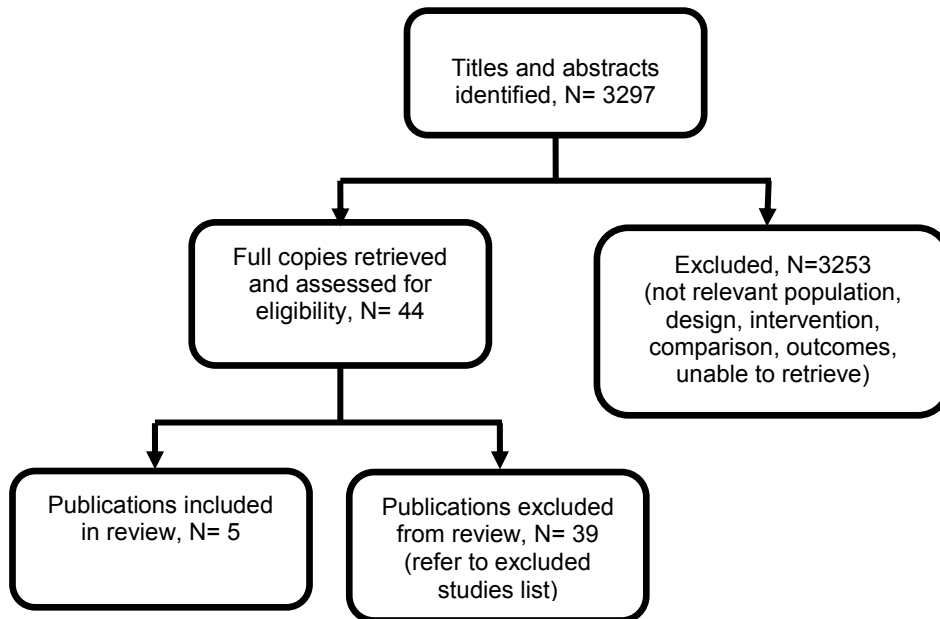 Titles and abstracts
identified, N= 3297
Full copies retrieved
and assessed for
eligibility, N= 44
Excluded, N=3253
(not relevant population,
design, intervention,
comparison, outcomes,
unable to retrieve)
Publications included
in review, N= 5
Publications excluded
from review, N= 39
(refer to excluded
studies list)